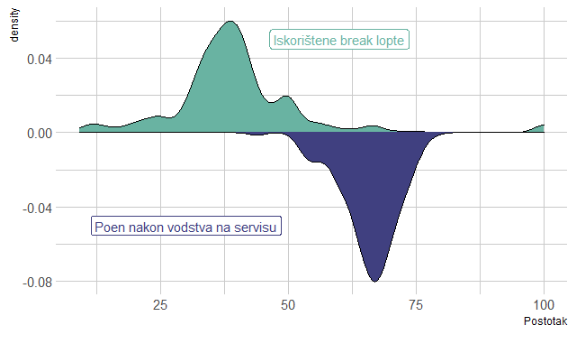 density
Iskorištene break lopte
0.04
0.00
-0.04
Poen nakon vodstva na servisu
-0.08
25 50 75 100
Postotak